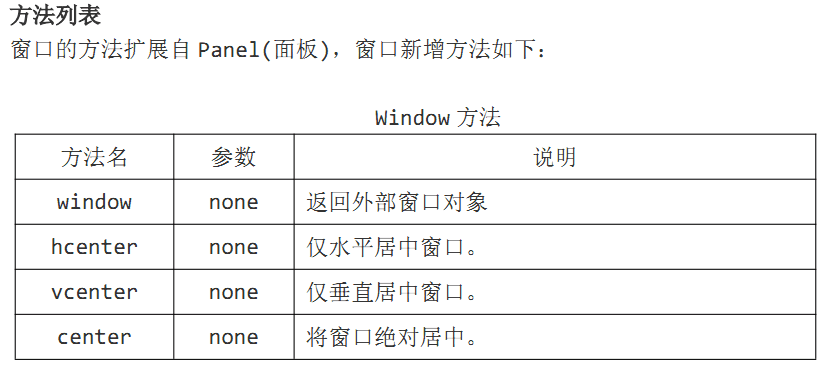 方法列表
窗口的方法扩展自 Panel(面板)，窗口新增方法如下：
Window 方法
方法名 参数 说明
window none 返回外部窗口对象
hcenter none 仅水平居中窗口。
vcenter none 仅垂直居中窗口。
center none 将窗口绝对居中。